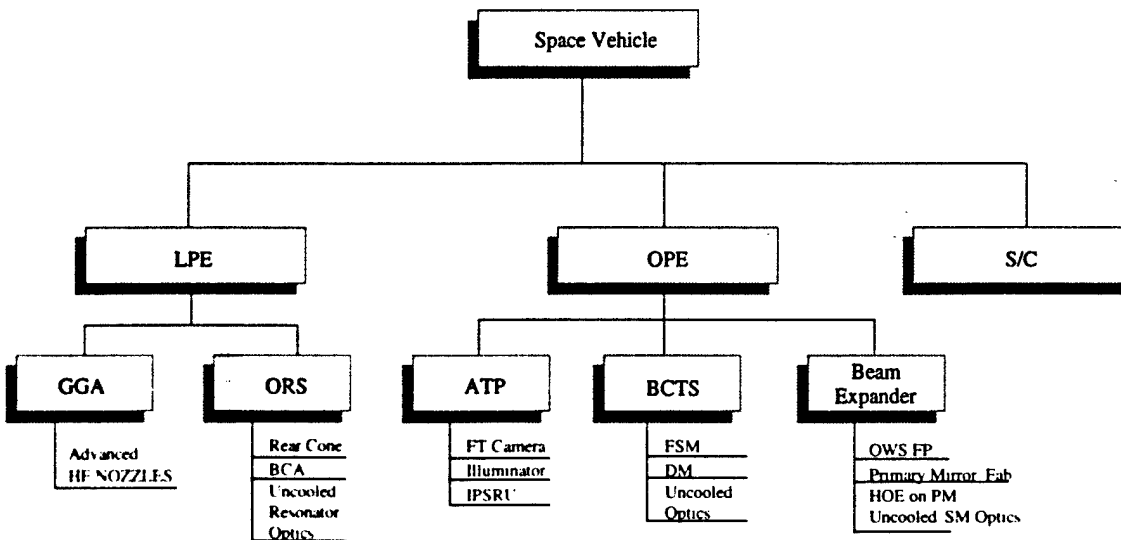 Space Vehicle
LPE
OPE
S/C
GGA
ORS
ATP
BCTS
Beam
Expander
Advanced
HF NOZZLES
Rear Cone
BCA
Uncooled
Resonator
Optics
FT Camera
Illuminator
IPSRU
FSM
DM
Uncooled
Optics
OWS FP
Primary Mirror Fab
HOE on PM
Uncooled SM Optics